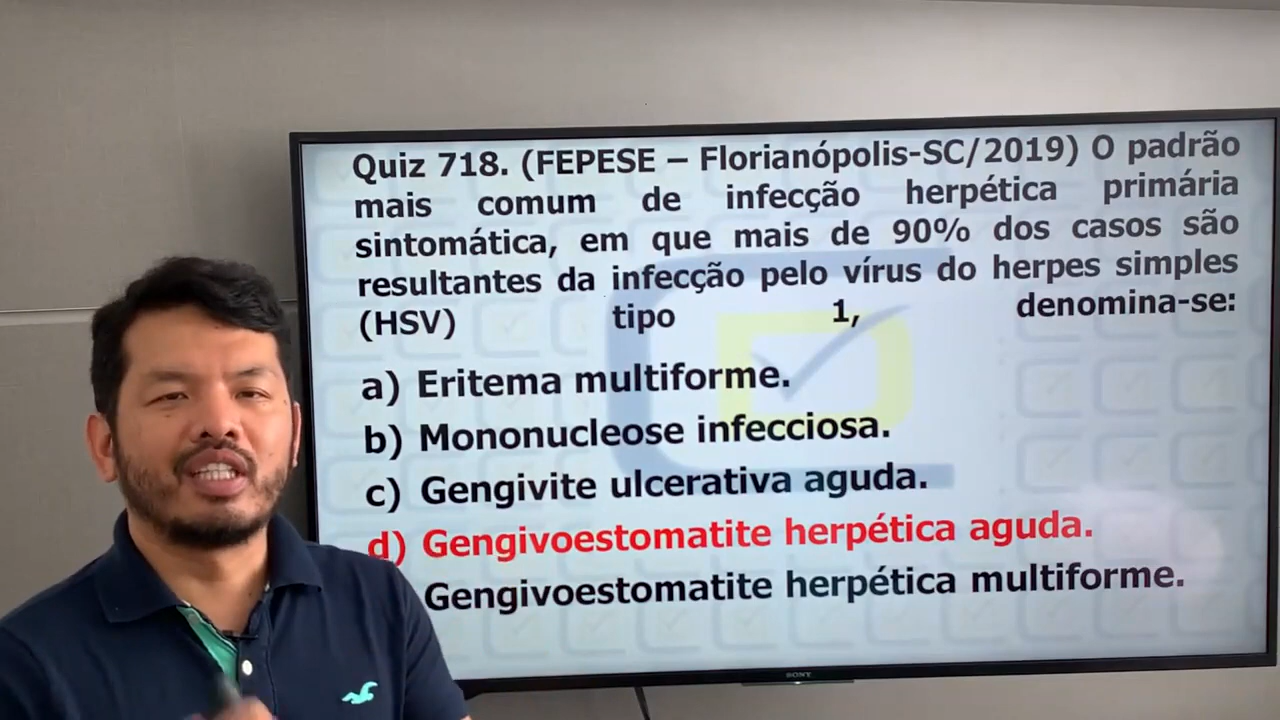 Quiz 718. (FEPESE – Florianópolis-SC/2019) O padrão
mais comum de infecção herpética primária
sintomática, em que mais de 90% dos casos são
resultantes da infecção pelo vírus do herpes simples
(HSV) tipo 1, denomina-se:
a) Eritema multiforme.
b) Mononucleose infecciosa.
c) Gengivite ulcerativa aguda.
d) Gengivoestomatite herpética aguda.
Gengivoestomatite herpética multiforme.
SONY